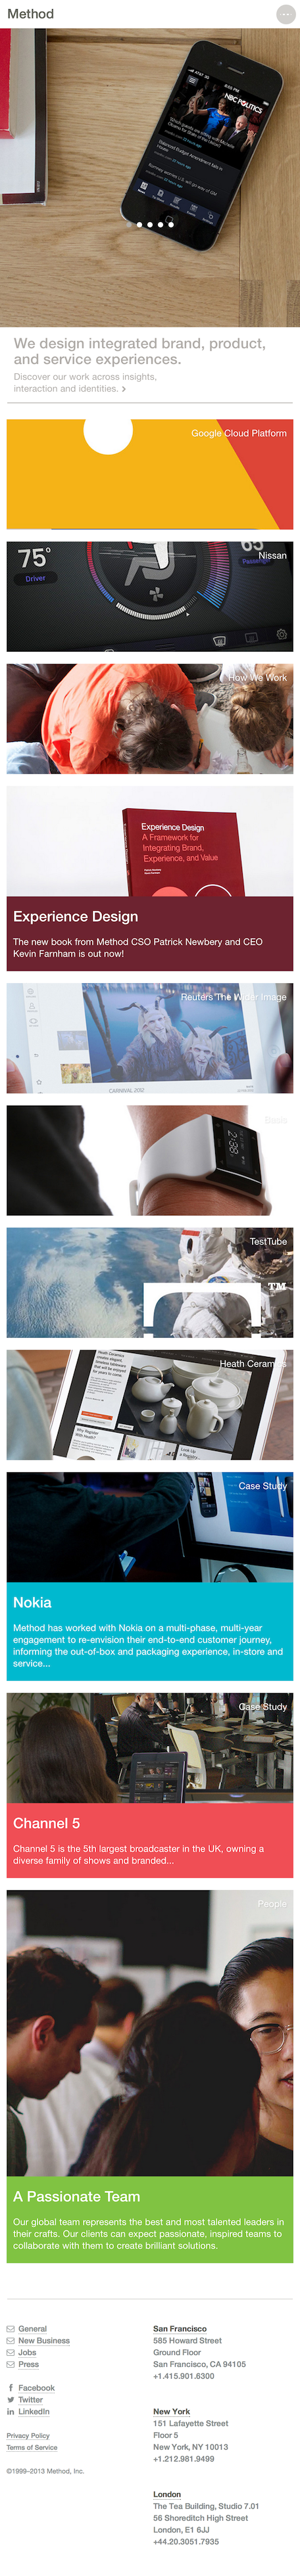 Method
NBC POLITICS
We design integrated brand, product,
and service experiences.
Discover our work across insights,
interaction and identities. >
Google Cloud Platform
75°
Driver
Nissan
How We Work
Experience Design
A Framework for
Integrating Brand,
Experience, and Value
Experience Design
The new book from Method CSO Patrick Newbery and CEO
Kevin Farnham is out now!
Reuters The Wider Image
CARNIVAL 2012
TestTube
TM
Heath Ceramics
Case Study
Nokia
Method has worked with Nokia on a multi-phase, multi-year
engagement to re-envision their end-to-end customer journey,
informing the out-of-box and packaging experience, in-store and
service...
Case Study
Channel 5
Channel 5 is the 5th largest broadcaster in the UK, owning a
diverse family of shows and branded...
People
A Passionate Team
Our global team represents the best and most talented leaders in
their crafts. Our clients can expect passionate, inspired teams to
collaborate with them to create brilliant solutions.
General
New Business
Jobs
Press
Facebook
Twitter
LinkedIn
Privacy Policy
Terms of Service
©1999–2013 Method, Inc.
San Francisco
585 Howard Street
Ground Floor
San Francisco, CA 94105
+1.415.901.6300
New York
151 Lafayette Street
Floor 5
New York, NY 10013
+1.212.981.9499
London
The Tea Building, Studio 7.01
56 Shoreditch High Street
London, E1 6JJ
+44.20.3051.7935